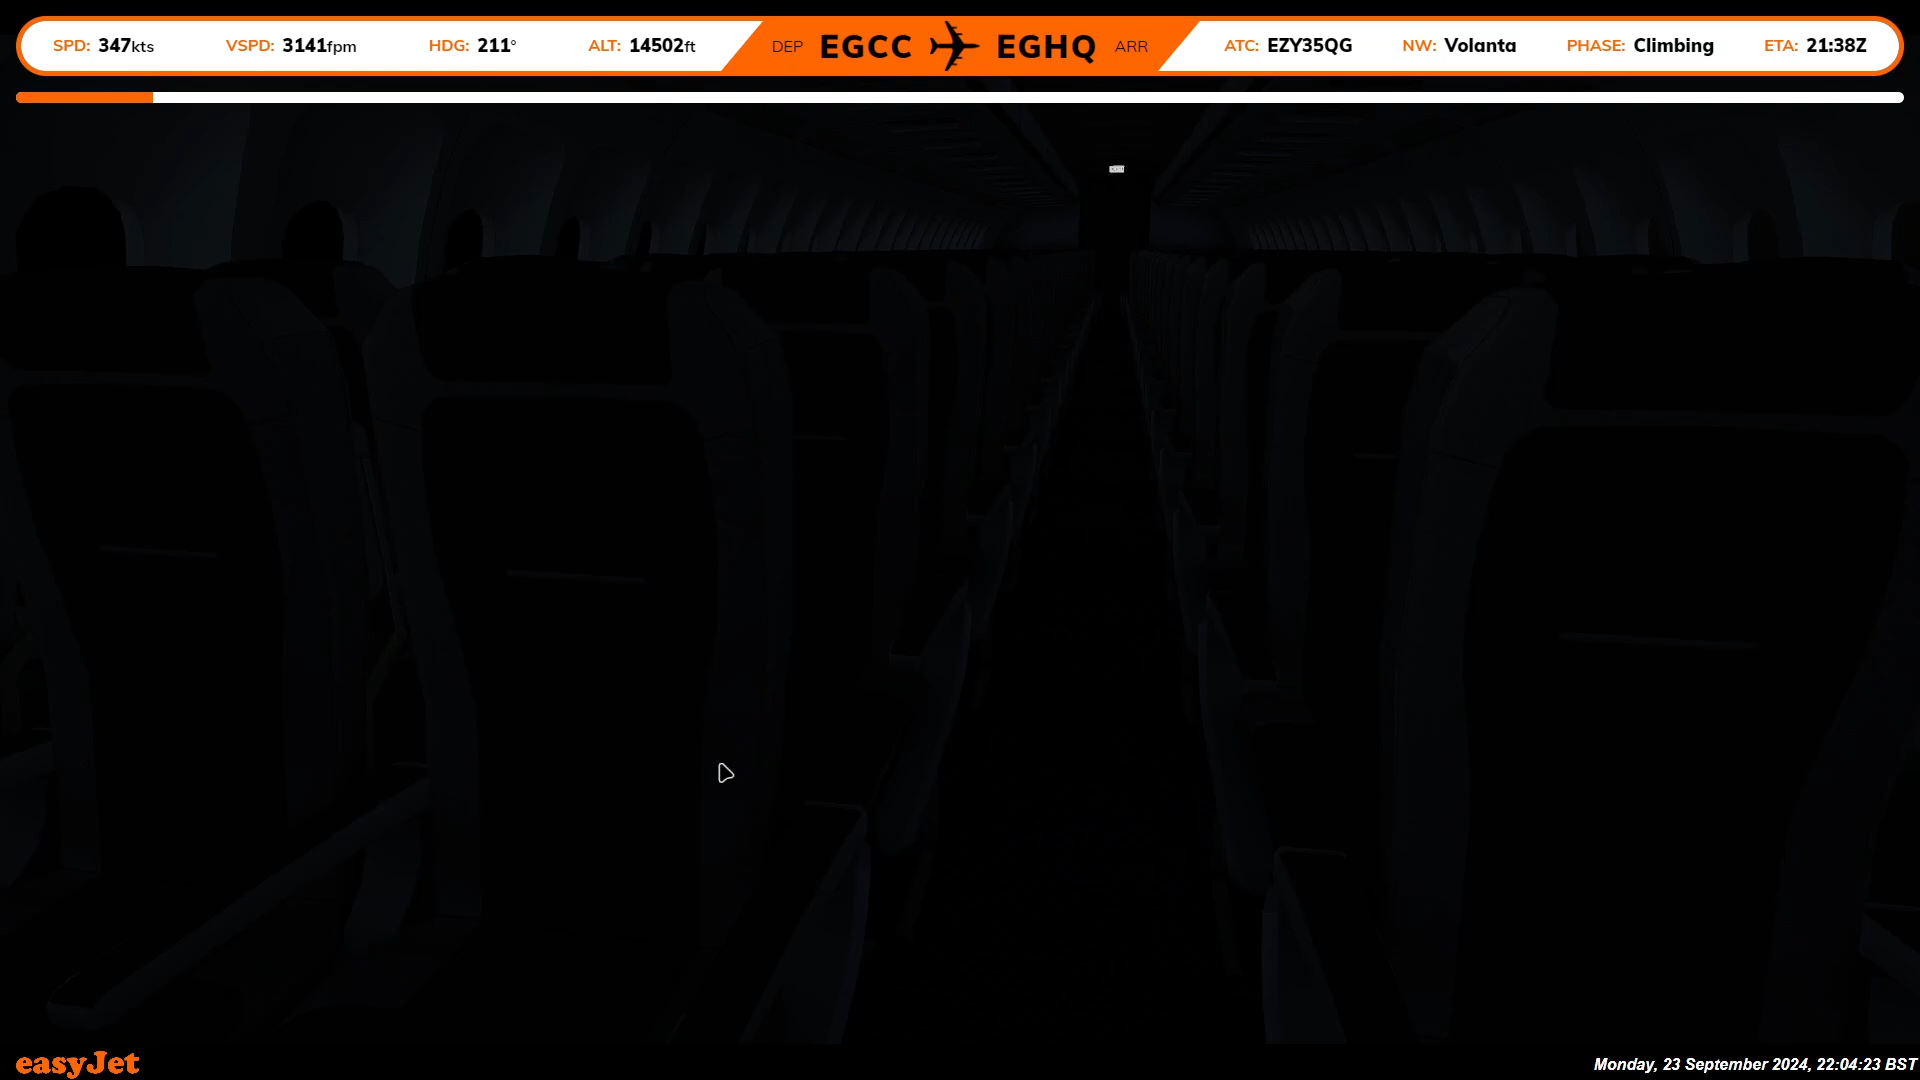 SPD: 347kts VSPD: 3141fpm HDG: 211° ALT: 14502ft DEP EGCC EGHQ ARR ATC: EZY35QG NW: Volanta PHASE: Climbing ETA: 21:38Z
easyJet
Monday, 23 September 2024, 22:04:23 BST